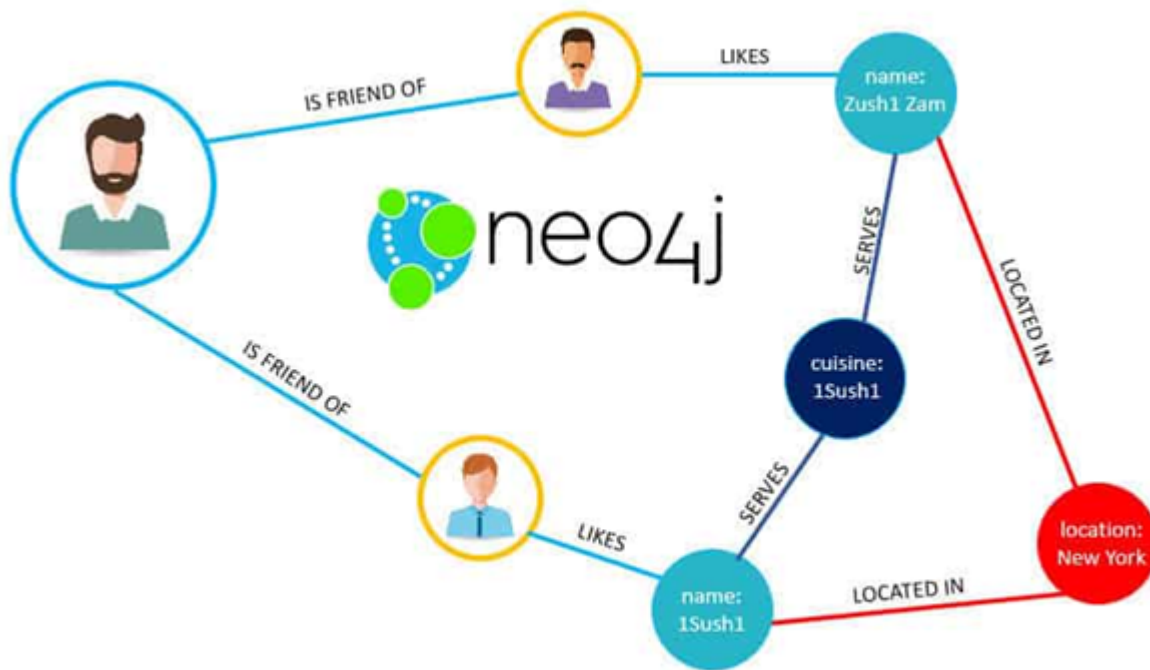 LIKES
name:
Zush1 Zam
IS FRIEND OF
neo4j
SERVES
LOCATED IN
IS FRIEND OF
cuisine:
1Sush1
SERVES
LIKES
location:
New York
LOCATED IN
name:
1Sush1